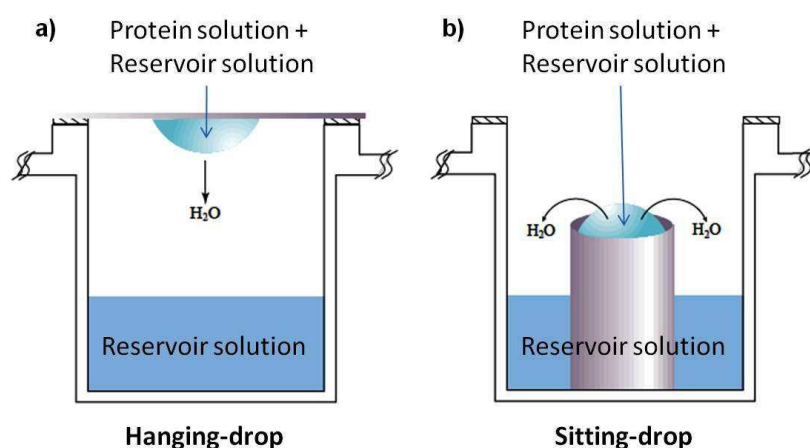 a)
Protein solution +
Reservoir solution
H₂O
Reservoir solution
Hanging-drop
b)
Protein solution +
Reservoir solution
H₂O
H₂O
Reservoir solution
Sitting-drop